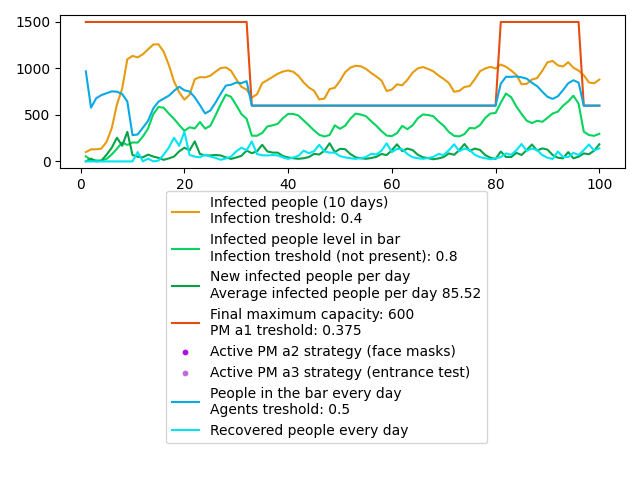 1500
1000
500
0
0
20
40
60
80
100
Infected people (10 days)
Infection treshold: 0.4
Infected people level in bar
Infection treshold (not present): 0.8
New infected people per day
Average infected people per day 85.52
Final maximum capacity: 600
PM a1 treshold: 0.375
Active PM a2 strategy (face masks)
Active PM a3 strategy (entrance test)
People in the bar every day
Agents treshold: 0.5
Recovered people every day